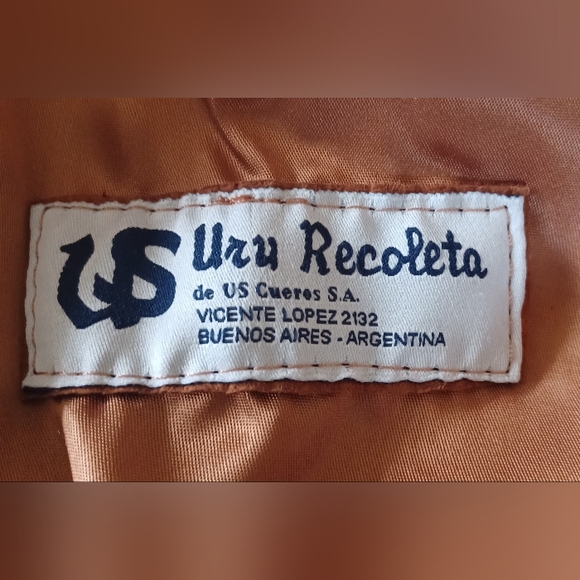 US
Uru Recoleta
de US Cueros S.A.
VICENTE LOPEZ 2132
BUENOS AIRES - ARGENTINA